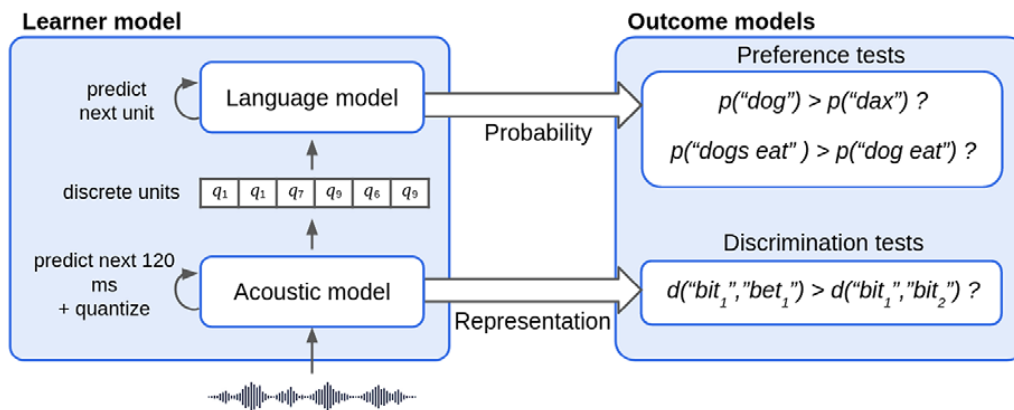 Learner model
Outcome models
predict
next unit
Language model
Probability
Preference tests
p(“dog”) > p(“dax”) ?
p(“dogs eat” ) > p(“dog eat”) ?
discrete units
q₁ q₁ q₇ q₉ q₆ q₉
predict next 120
ms
+ quantize
Acoustic model
Representation
Discrimination tests
d(“bit₁”,”bet₁”) > d(“bit₁”,”bit₂”) ?